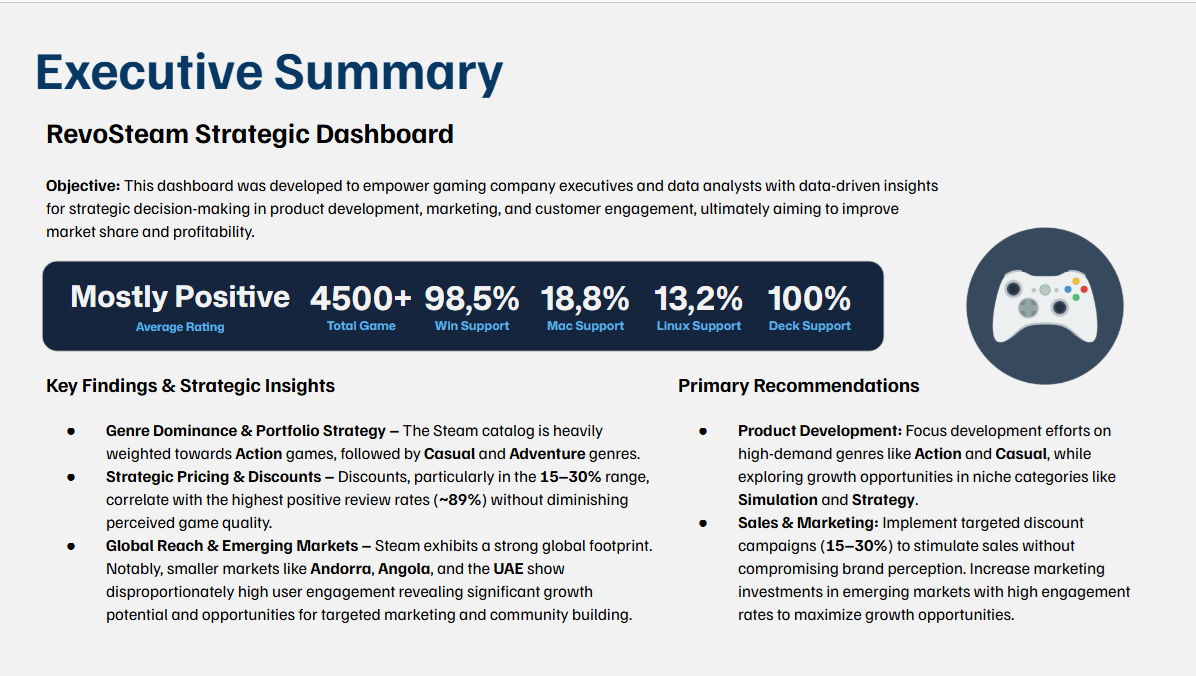 Executive Summary
RevoSteam Strategic Dashboard
Objective: This dashboard was developed to empower gaming company executives and data analysts with data-driven insights
for strategic decision-making in product development, marketing, and customer engagement, ultimately aiming to improve
market share and profitability.
Mostly Positive
Average Rating
4500+
Total Game
98,5%
Win Support
18,8%
Mac Support
13,2%
Linux Support
100%
Deck Support
Key Findings & Strategic Insights
● Genre Dominance & Portfolio Strategy – The Steam catalog is heavily
weighted towards Action games, followed by Casual and Adventure genres.
● Strategic Pricing & Discounts – Discounts, particularly in the 15–30% range,
correlate with the highest positive review rates (~89%) without diminishing
perceived game quality.
● Global Reach & Emerging Markets – Steam exhibits a strong global footprint.
Notably, smaller markets like Andorra, Angola, and the UAE show
disproportionately high user engagement revealing significant growth
potential and opportunities for targeted marketing and community building.
Primary Recommendations
● Product Development: Focus development efforts on
high-demand genres like Action and Casual, while
exploring growth opportunities in niche categories like
Simulation and Strategy.
● Sales & Marketing: Implement targeted discount
campaigns (15–30%) to stimulate sales without
compromising brand perception. Increase marketing
investments in emerging markets with high engagement
rates to maximize growth opportunities.